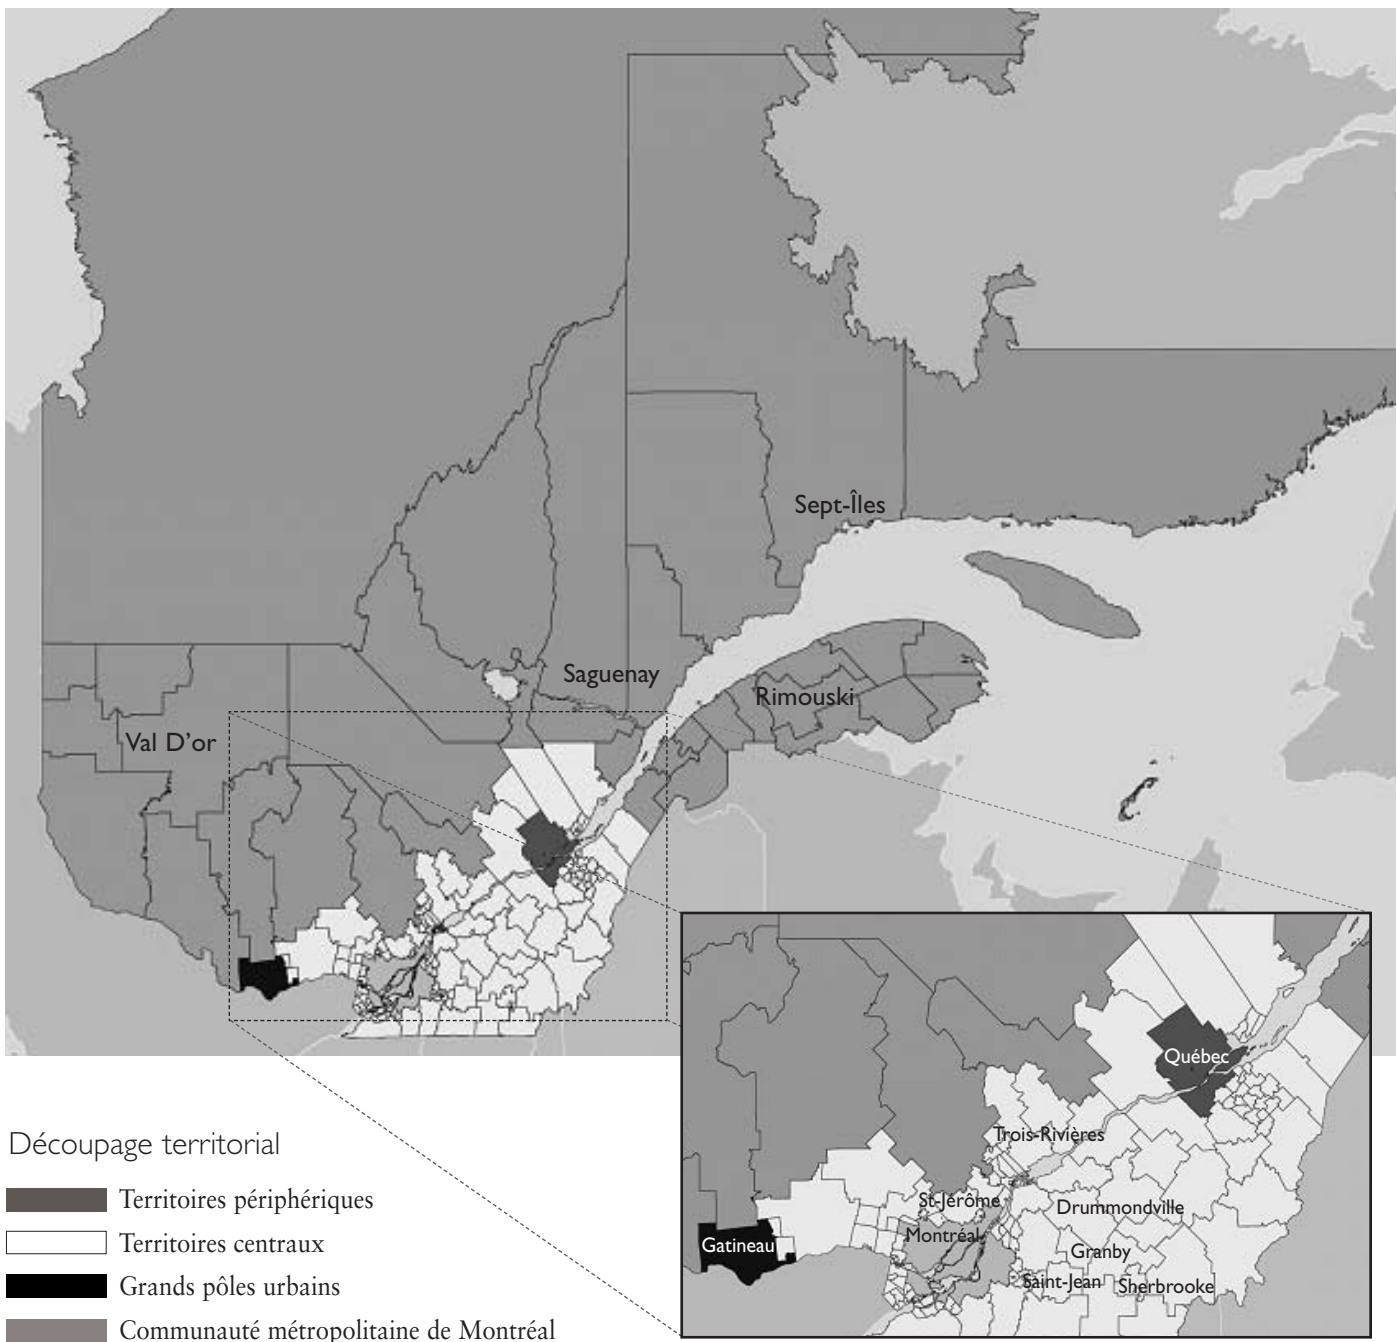 Sept-Îles
Saguenay
Rimouski
Val D'or
Québec
Trois-Rivières
St-Jérôme
Drummondville
Montréal
Gatineau
Granby
Saint-Jean
Sherbrooke
Découpage territorial
Territoires périphériques
Territoires centraux
Grands pôles urbains
Communauté métropolitaine de Montréal